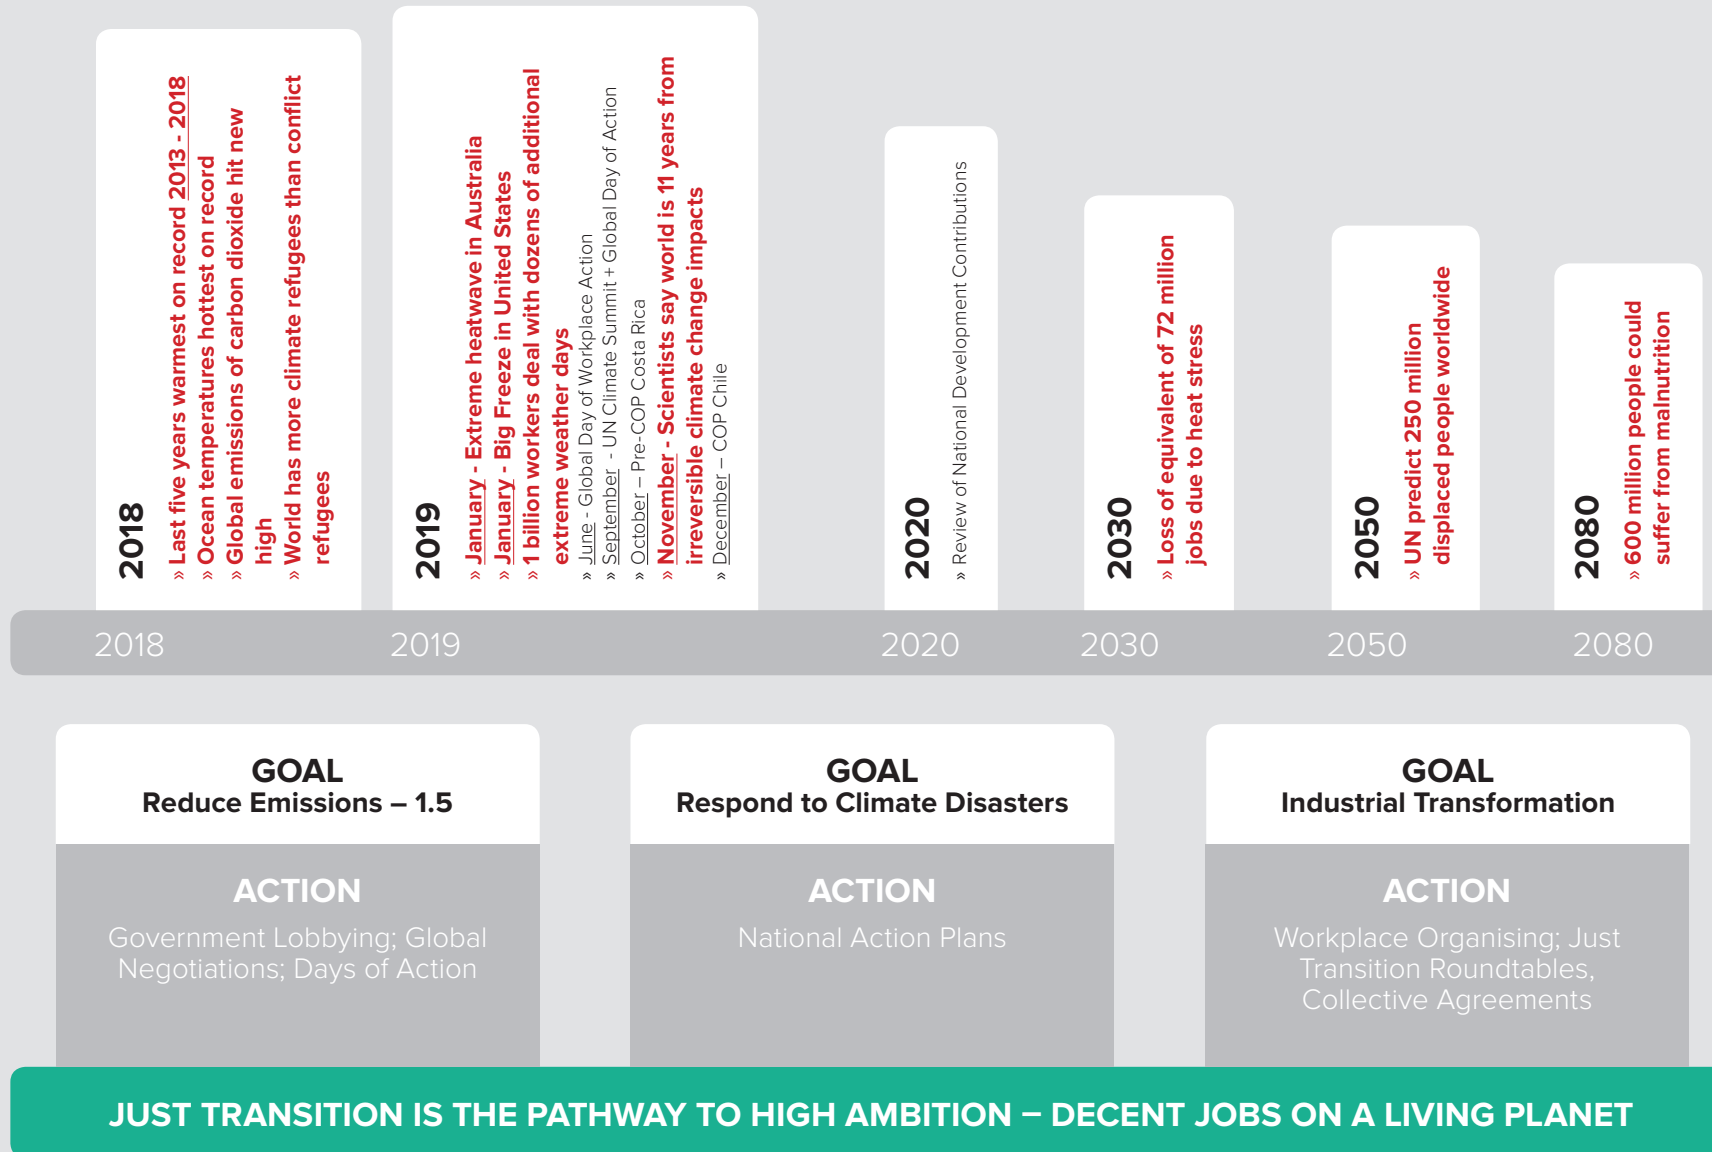 2018
» Last five years warmest on record 2013 - 2018
» Ocean temperatures hottest on record
» Global emissions of carbon dioxide hit new
high
» World has more climate refugees than conflict
refugees
2019
» January - Extreme heatwave in Australia
» January - Big Freeze in United States
» 1 billion workers deal with dozens of additional
extreme weather days
» June - Global Day of Workplace Action
» September - UN Climate Summit + Global Day of Action
» October – Pre-COP Costa Rica
» November - Scientists say world is 11 years from
irreversible climate change impacts
» December – COP Chile
2020
» Review of National Development Contributions
2030
» Loss of equivalent of 72 million
jobs due to heat stress
2050
» UN predict 250 million
displaced people worldwide
2080
» 600 million people could
suffer from malnutrition
2018
2019
2020
2030
2050
2080
GOAL
Reduce Emissions – 1.5
ACTION
Government Lobbying; Global
Negotiations; Days of Action
GOAL
Respond to Climate Disasters
ACTION
National Action Plans
GOAL
Industrial Transformation
ACTION
Workplace Organising; Just
Transition Roundtables,
Collective Agreements
JUST TRANSITION IS THE PATHWAY TO HIGH AMBITION – DECENT JOBS ON A LIVING PLANET